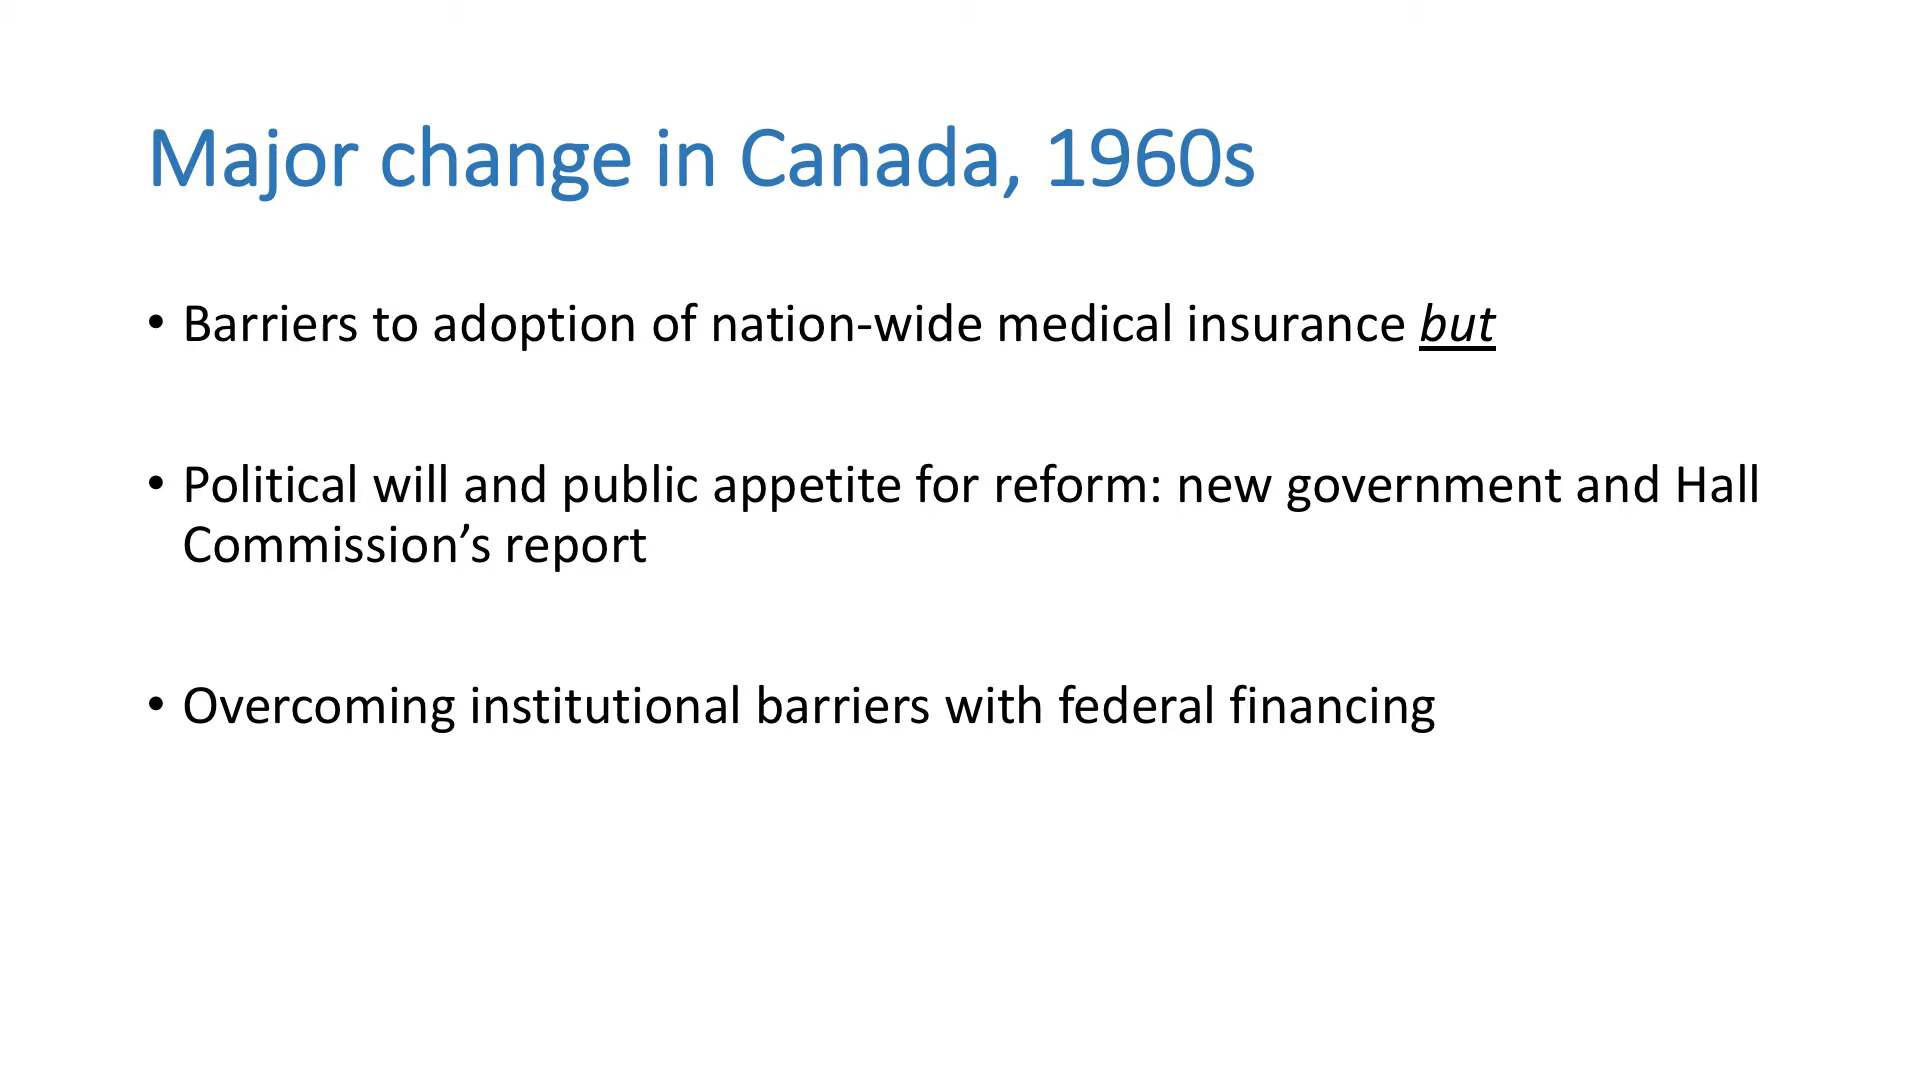 Major change in Canada, 1960s
• Barriers to adoption of nation-wide medical insurance but
• Political will and public appetite for reform: new government and Hall
Commission’s report
• Overcoming institutional barriers with federal financing